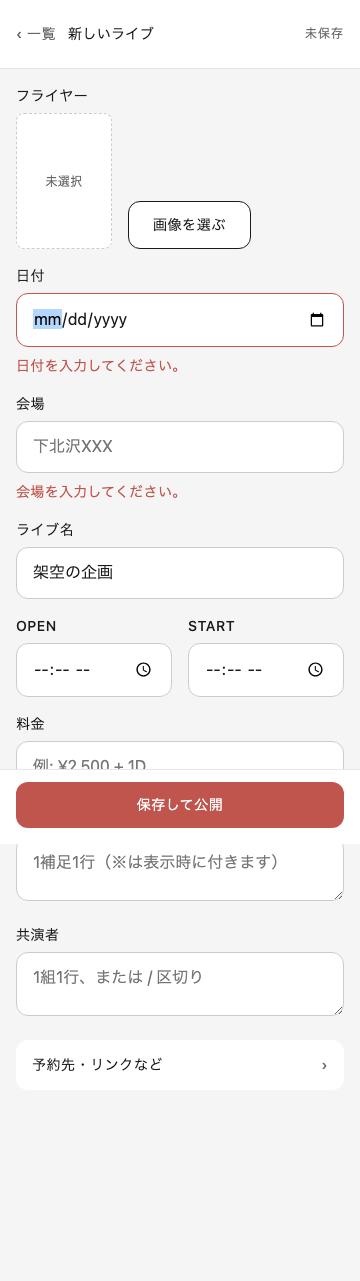 ‹ 一覧 新しいライブ 未保存
フライヤー
未選択
画像を選ぶ
日付
mm/dd/yyyy
日付を入力してください。
会場
下北沢XXX
会場を入力してください。
ライブ名
架空の企画
OPEN START
--:-- -- --:-- --
料金
例: ¥2,500 + 1D
保存して公開
1補足1行（※は表示時に付きます）
共演者
1組1行、または / 区切り
予約先・リンクなど ›